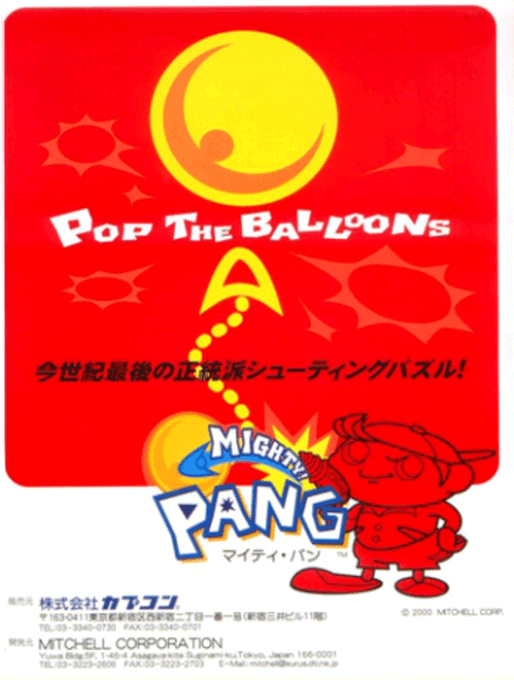 POP THE BALLOONS
今世紀最後の正統派シューティングパズル!
MIGHTY!
PANG
マイティ・パン ™
販売元 株式会社カプコン®
〒163-0411東京都新宿区西新宿二丁目一番一号(新宿三井ビル11階)
TEL:03-3340-0730 FAX:03-3340-0701
© 2000 MITCHELL CORP.
開発元 MITCHELL CORPORATION
Yuwa Bldg.5F, 1-46-4 Asagaya-kita Suginami-ku,Tokyo, Japan 166-0001
TEL:03-3223-2606 FAX:03-3223-2703 E-Mail:mitchell@eurus.dti.ne.jp